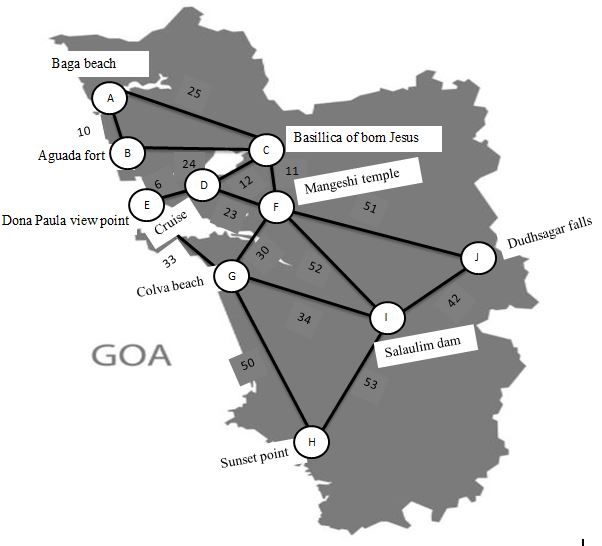 Baga beach
A
25
10
Aguada fort
B
C
Basillica of bom Jesus
24
11
D
12
Mangeshi temple
6
E
F
51
23
Dona Paula view point
Cruise
Dudhsagar falls
30
J
33
52
G
Colva beach
42
34
I
GOA
Salaulim dam
50
53
H
Sunset point